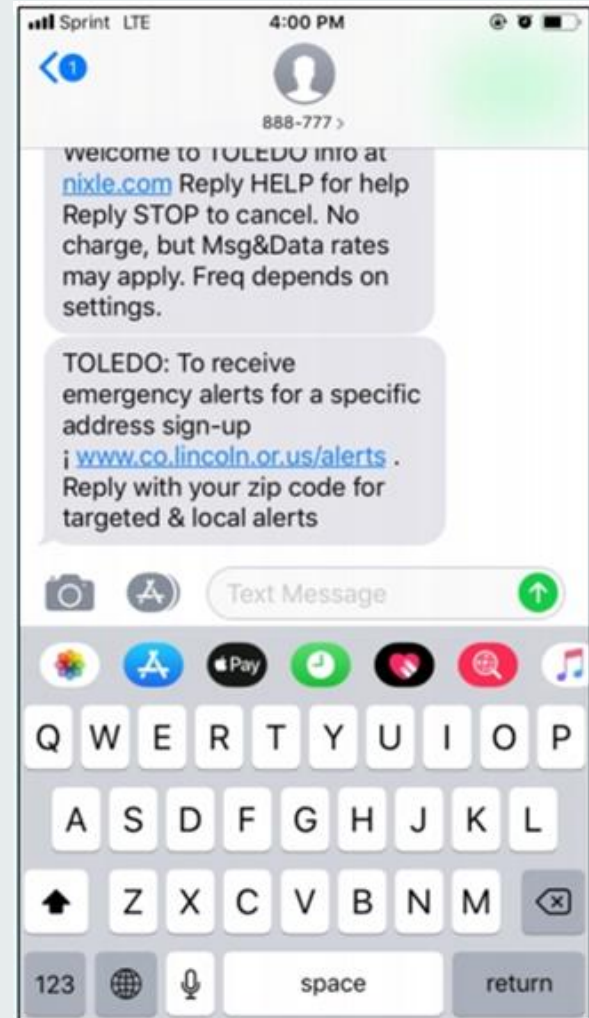 Sprint LTE 4:00 PM
1
888-777 >
Welcome to TOLEDO info at
nixle.com Reply HELP for help
Reply STOP to cancel. No
charge, but Msg&Data rates
may apply. Freq depends on
settings.
TOLEDO: To receive
emergency alerts for a specific
address sign-up
¡ www.co.lincoln.or.us/alerts .
Reply with your zip code for
targeted & local alerts
Text Message
Pay
Q W E R T Y U I O P
A S D F G H J K L
Z X C V B N M
123 space return